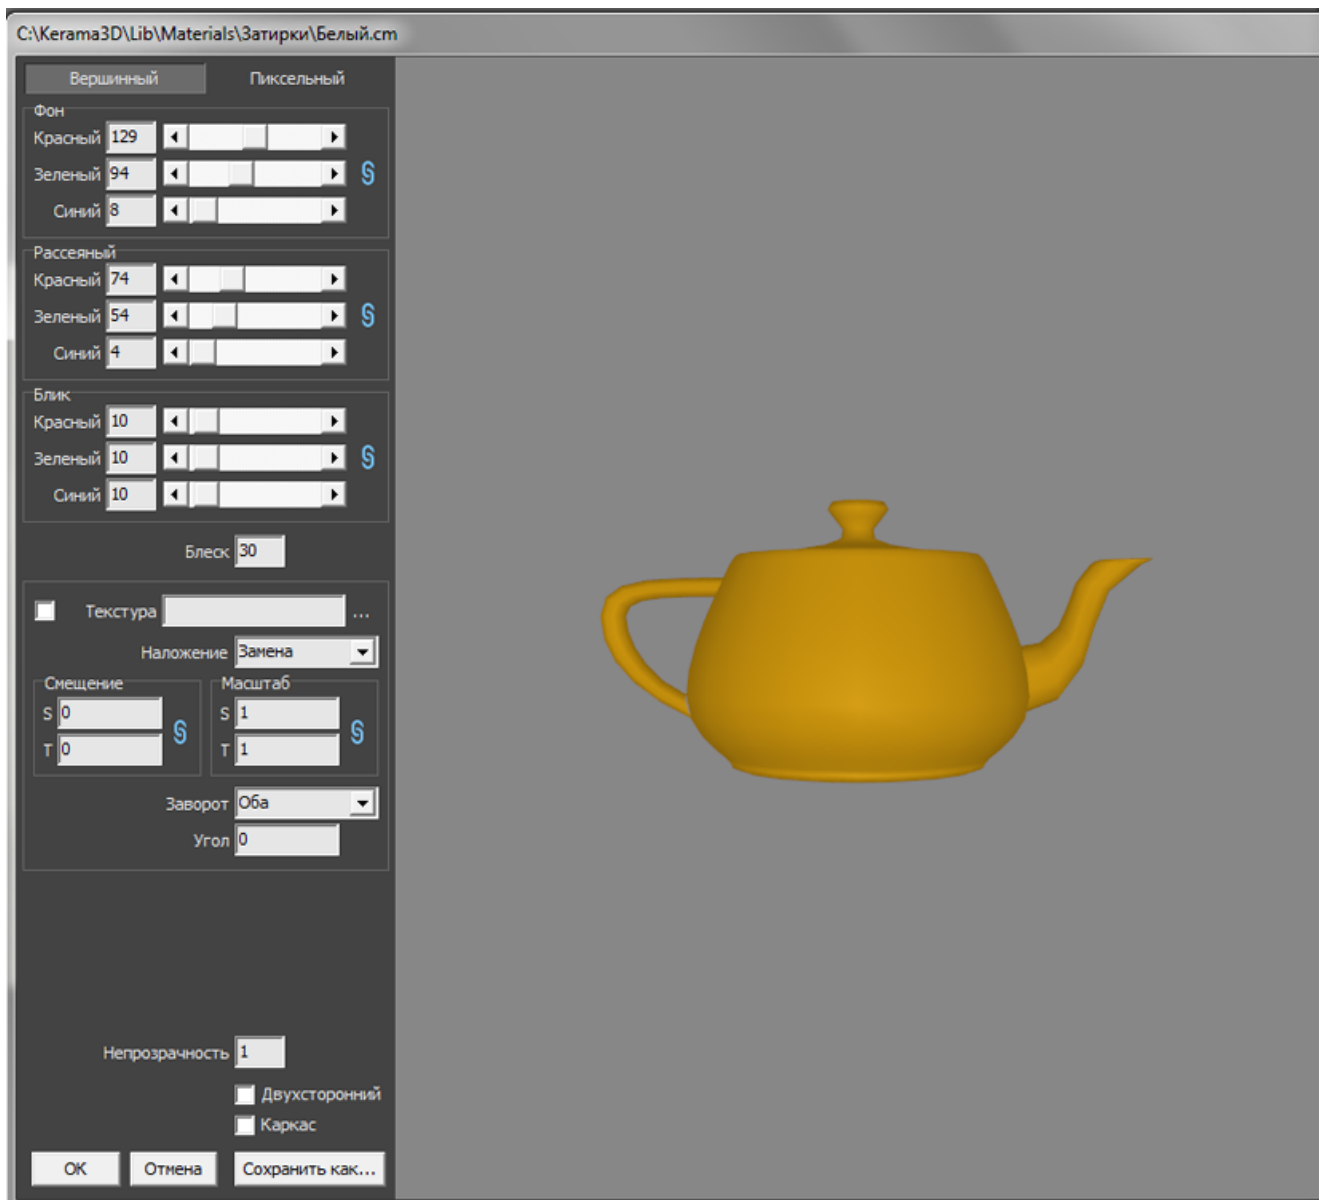 C:\Kerama3D\Lib\Materials\Затирки\Белый.cm
Вершинный Пиксельный
Фон
Красный 129
Зеленый 94
Синий 8
Рассеяный
Красный 74
Зеленый 54
Синий 4
Блик
Красный 10
Зеленый 10
Синий 10
Блеск 30
Текстура ...
Наложение Замена
Смещение Масштаб
S 0 S 1
T 0 T 1
Заворот Оба
Угол 0
Непрозрачность 1
Двухсторонний
Каркас
OK Отмена Сохранить как...